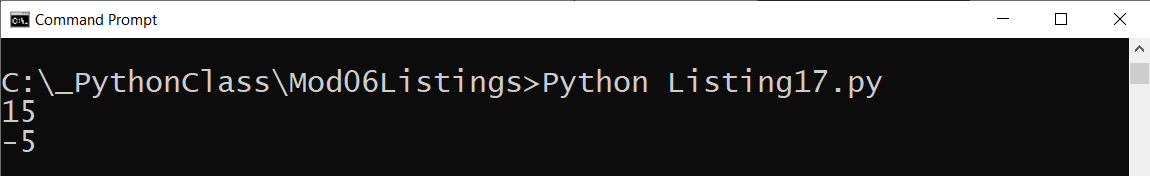 Command Prompt
C:\_PythonClass\Mod06Listings>Python Listing17.py
15
-5